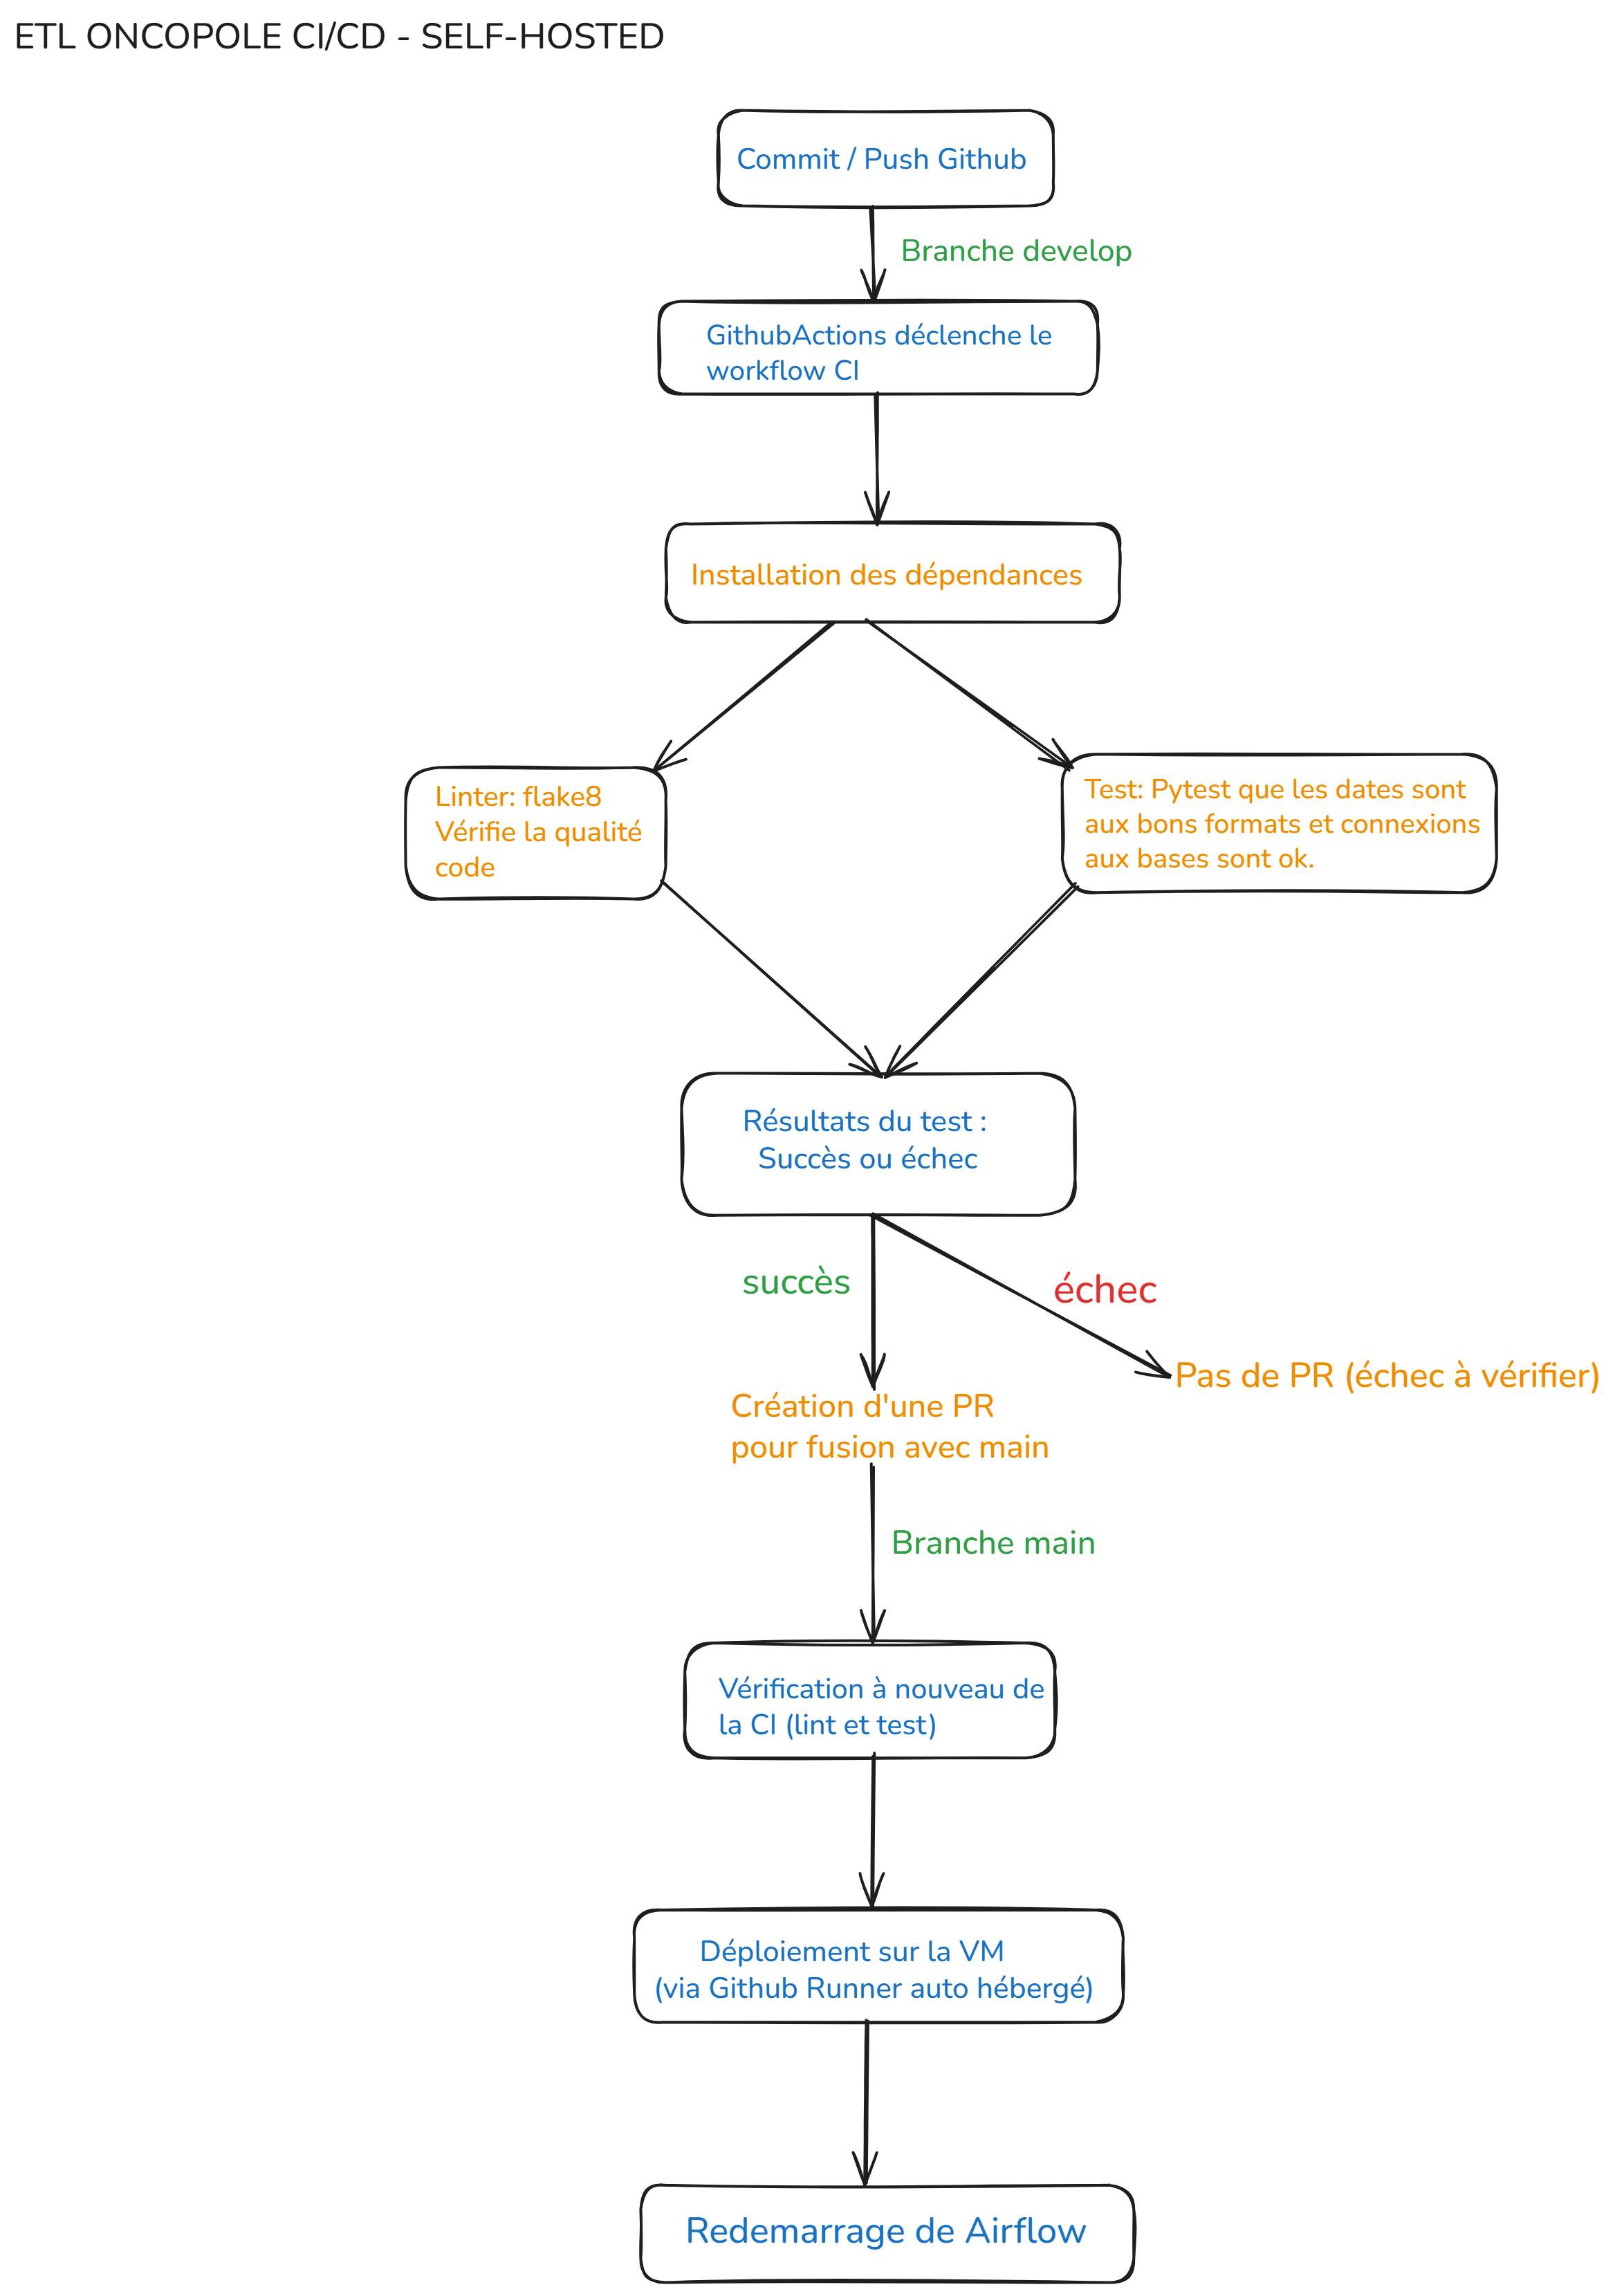 ETL ONCOPOLE CI/CD - SELF-HOSTED
Commit / Push Github
Branche develop
GithubActions déclenche le
workflow CI
Installation des dépendances
Linter: flake8
Vérifie la qualité
code
Test: Pytest que les dates sont
aux bons formats et connexions
aux bases sont ok.
Résultats du test :
Succès ou échec
succès
échec
Pas de PR (échec à vérifier)
Création d'une PR
pour fusion avec main
Branche main
Vérification à nouveau de
la CI (lint et test)
Déploiement sur la VM
(via Github Runner auto hébergé)
Redemarrage de Airflow